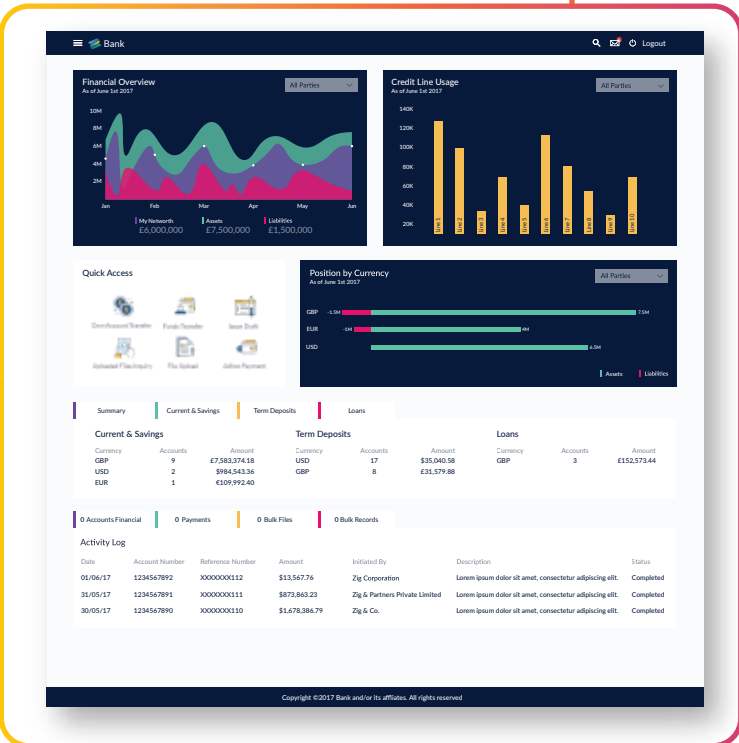 Bank
Logout
Financial Overview
As of June 1st 2017
All Parties
10M
8M
6M
4M
2M
Jan Feb Mar Apr May Jun
My Networth Assets Liabilities
£6,000,000 £7,500,000 £1,500,000
Credit Line Usage
As of June 1st 2017
All Parties
140K
120K
100K
80K
60K
40K
20K
Line 1 Line 2 Line 3 Line 4 Line 5 Line 6 Line 7 Line 8 Line 9 Line 10
Quick Access
Own Account Transfer Funds Transfer Issue Draft
Uploaded Files Inquiry File Upload Adhoc Payment
Position by Currency
As of June 1st 2017
All Parties
GBP -1.5M 7.5M
EUR -1M 4M
USD 6.5M
Assets Liabilities
Summary Current & Savings Term Deposits Loans
Current & Savings
Currency Accounts Amount
GBP 9 £7,583,374.18
USD 2 $984,543.36
EUR 1 €109,992.40
Term Deposits
Currency Accounts Amount
USD 17 $35,040.58
GBP 8 £31,579.88
Loans
Currency Accounts Amount
GBP 3 £152,573.44
0 Accounts Financial 0 Payments 0 Bulk Files 0 Bulk Records
Activity Log
Date Account Number Reference Number Amount Initiated By Description Status
01/06/17 1234567892 XXXXXXX112 $13,567.76 Zig Corporation Lorem ipsum dolor sit amet, consectetur adipiscing elit. Completed
31/05/17 1234567891 XXXXXXX111 $873,863.23 Zig & Partners Private Limited Lorem ipsum dolor sit amet, consectetur adipiscing elit. Completed
30/05/17 1234567890 XXXXXXX110 $1,678,386.79 Zig & Co. Lorem ipsum dolor sit amet, consectetur adipiscing elit. Completed
Copyright ©2017 Bank and/or its affliates. All rights reserved